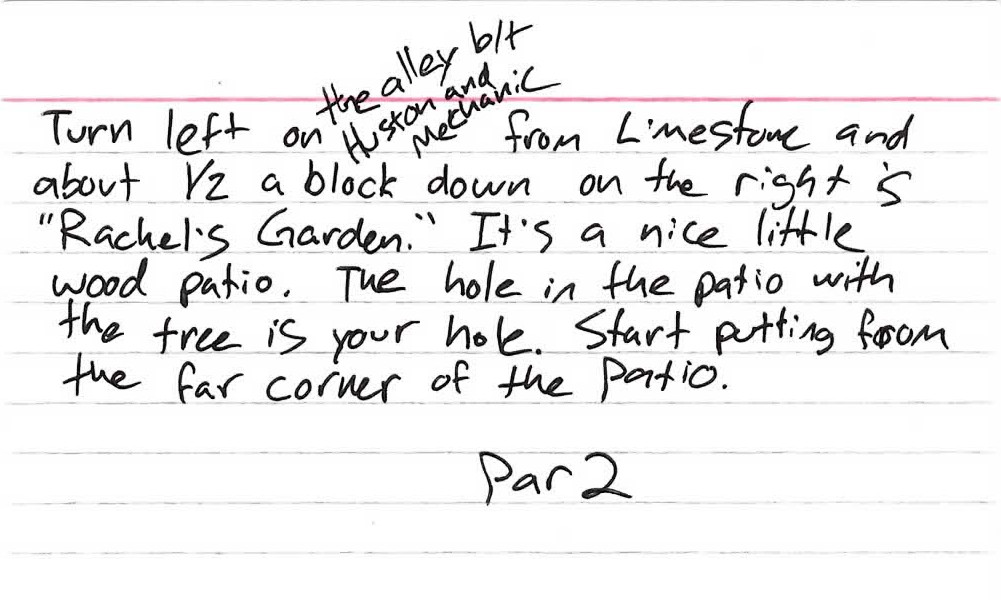 the alley b/t
Huston and
Mechanic
Turn left on from Limestone and
about 1/2 a block down on the right is
"Rachel's Garden." It's a nice little
wood patio. The hole in the patio with
the tree is your hole. Start putting from
the far corner of the patio.
Par 2